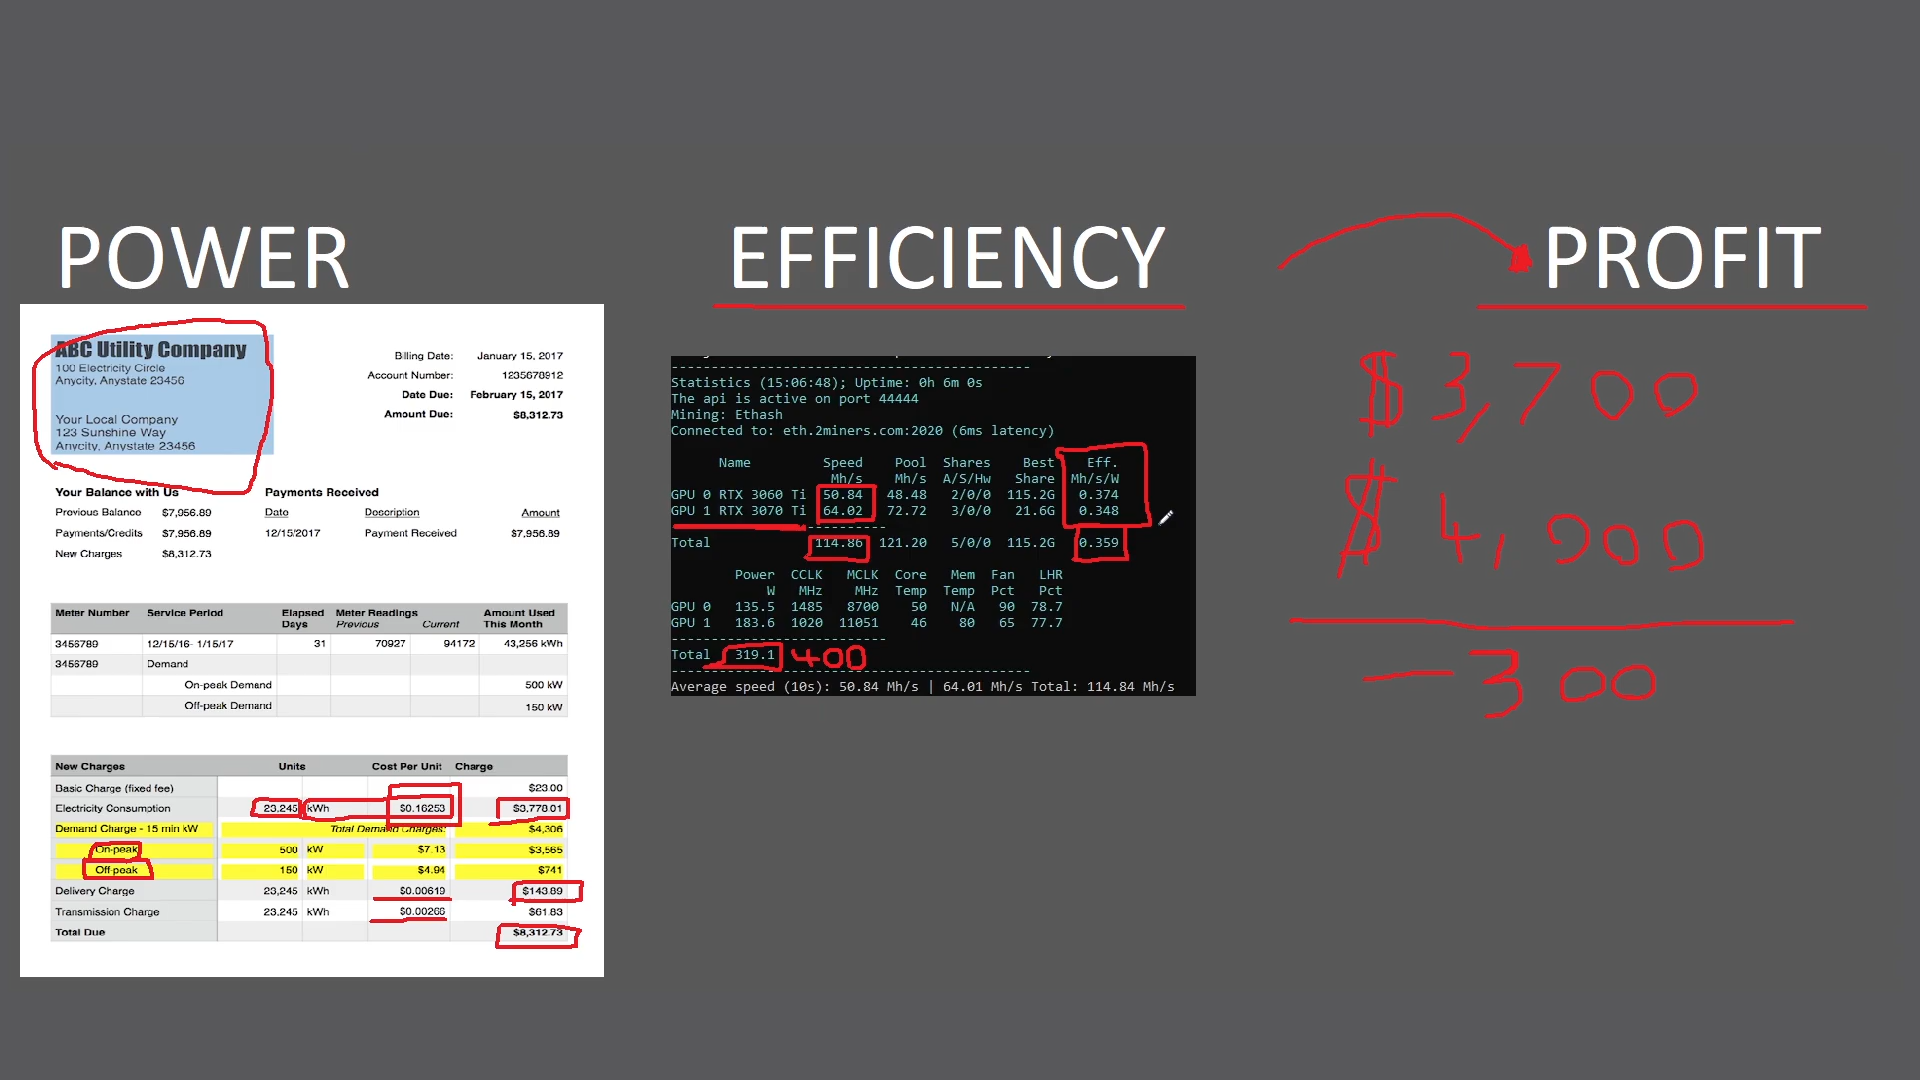 POWER
ABC Utility Company
100 Electricity Circle
Anycity, Anystate 23456
Your Local Company
123 Sunshine Way
Anycity, Anystate 23456
Billing Date: January 15, 2017
Account Number: 1235678912
Date Due: February 15, 2017
Amount Due: $8,312.73
Your Balance with Us
Previous Balance $7,956.89
Payments/Credits $7,956.89
New Charges $8,312.73
Payments Received
Date Description Amount
12/15/2017 Payment Received $7,956.89
Meter Number Service Period Elapsed Days Meter Readings Previous Current Amount Used This Month
3456789 12/15/16- 1/15/17 31 70927 94172 43,256 kWh
3456789 Demand
On-peak Demand 500 kW
Off-peak Demand 150 kW
New Charges Units Cost Per Unit Charge
Basic Charge (fixed fee) $23.00
Electricity Consumption 23,245 kWh $0.16253 $3,778.01
Demand Charge - 15 min kW Total Demand Charges: $4,306
On-peak 500 kW $7.13 $3,565
Off-peak 150 kW $4.94 $741
Delivery Charge 23,245 kWh $0.00619 $143.89
Transmission Charge 23,245 kWh $0.00266 $61.83
Total Due $8,312.73
EFFICIENCY
Statistics (15:06:48); Uptime: 0h 6m 0s
The api is active on port 44444
Mining: Ethash
Connected to: eth.2miners.com:2020 (6ms latency)
Name Speed Pool Shares Best Eff.
Mh/s Mh/s A/S/Hw Share Mh/s/W
GPU 0 RTX 3060 Ti 50.84 48.48 2/0/0 115.2G 0.374
GPU 1 RTX 3070 Ti 64.02 72.72 3/0/0 21.6G 0.348
Total 114.86 121.20 5/0/0 115.2G 0.359
Power CCLK MCLK Core Mem Fan LHR
W MHz MHz Temp Temp Pct Pct
GPU 0 135.5 1485 8700 50 N/A 90 78.7
GPU 1 183.6 1020 11051 46 80 65 77.7
Total 319.1 400
Average speed (10s): 50.84 Mh/s | 64.01 Mh/s Total: 114.84 Mh/s
PROFIT
$3,700
$4,000
-300